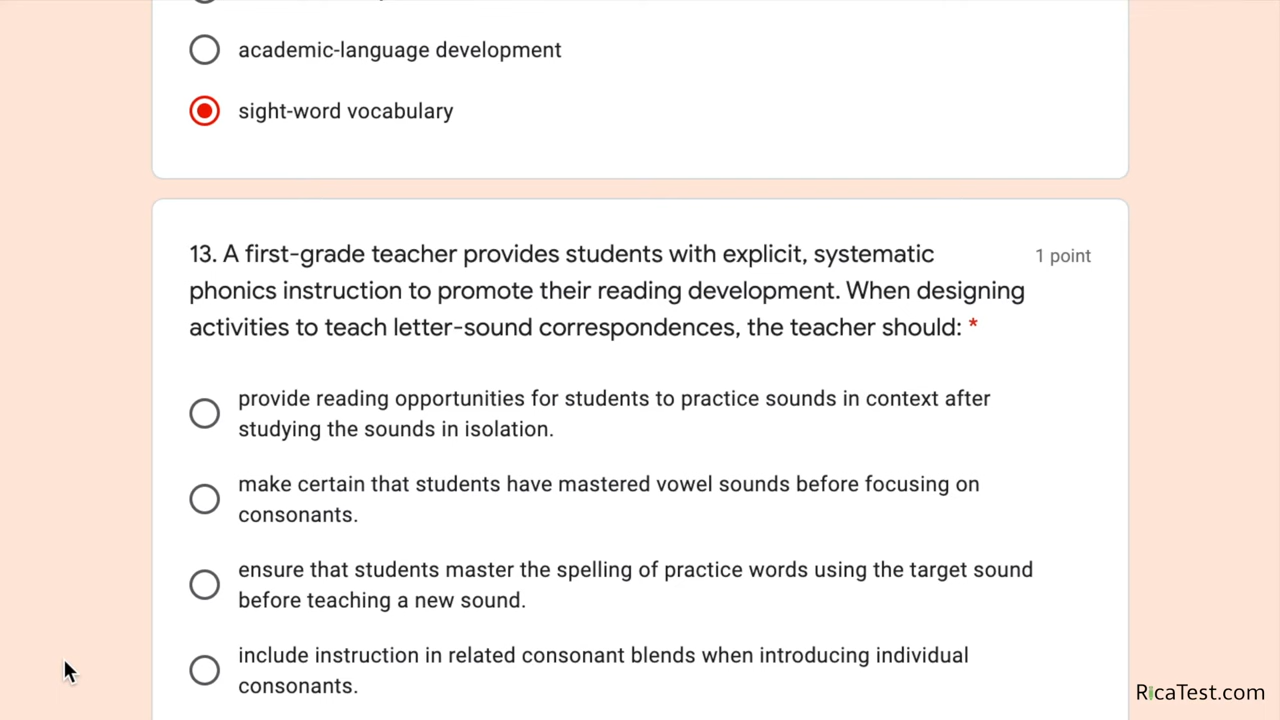 academic-language development
sight-word vocabulary
13. A first-grade teacher provides students with explicit, systematic
1 point
phonics instruction to promote their reading development. When designing
activities to teach letter-sound correspondences, the teacher should: *
provide reading opportunities for students to practice sounds in context after
studying the sounds in isolation.
make certain that students have mastered vowel sounds before focusing on
consonants.
ensure that students master the spelling of practice words using the target sound
before teaching a new sound.
include instruction in related consonant blends when introducing individual
consonants.
RicaTest.com